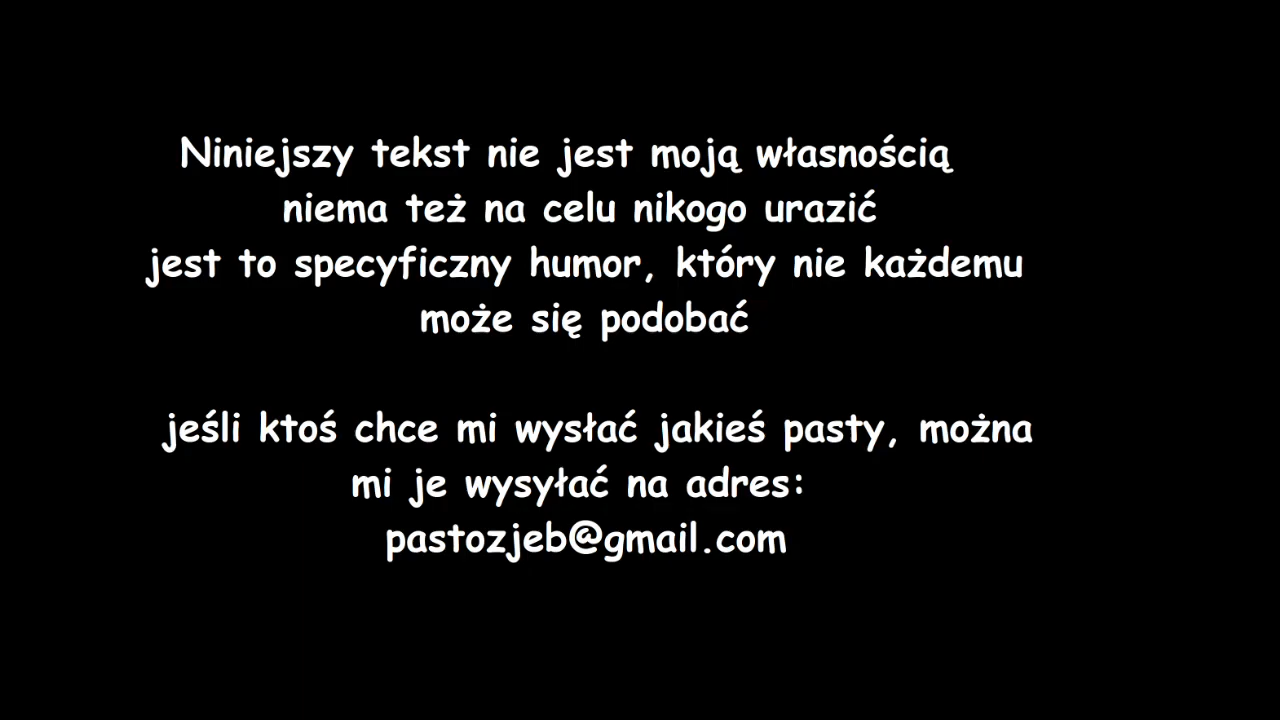 Niniejszy tekst nie jest moją własnością
niema też na celu nikogo urazić
jest to specyficzny humor, który nie każdemu
może się podobać
jeśli ktoś chce mi wysłać jakieś pasty, można
mi je wysyłać na adres:
pastozjeb@gmail.com